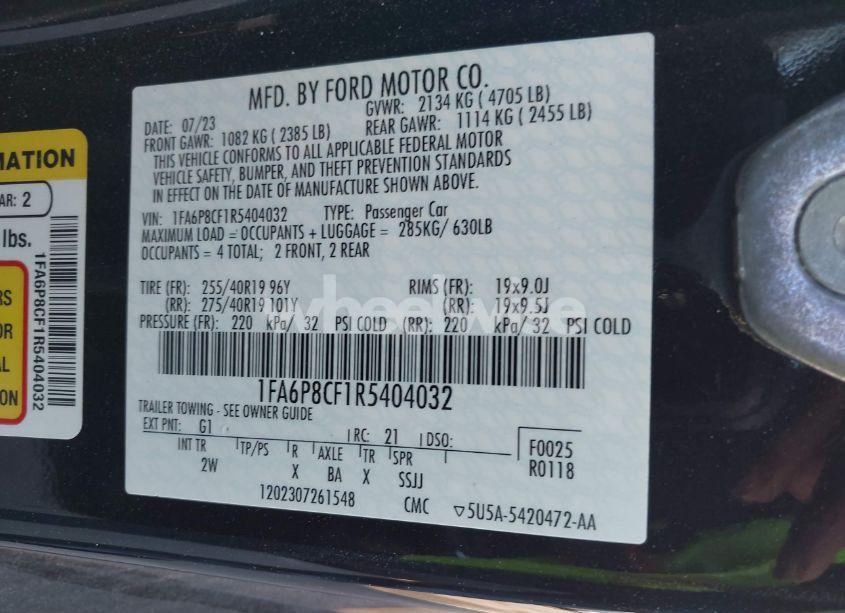 MATION
AR: 2
lbs.
1FA6P8CF1R5404032
RS
OR
AL
ION
MFD. BY FORD MOTOR CO.
DATE: 07/23 GVWR: 2134 KG ( 4705 LB)
FRONT GAWR: 1082 KG ( 2385 LB) REAR GAWR: 1114 KG ( 2455 LB)
THIS VEHICLE CONFORMS TO ALL APPLICABLE FEDERAL MOTOR
VEHICLE SAFETY, BUMPER, AND THEFT PREVENTION STANDARDS
IN EFFECT ON THE DATE OF MANUFACTURE SHOWN ABOVE.
VIN: 1FA6P8CF1R5404032 TYPE: Passenger Car
MAXIMUM LOAD = OCCUPANTS + LUGGAGE = 285KG/ 630LB
OCCUPANTS = 4 TOTAL; 2 FRONT, 2 REAR
TIRE (FR): 255/40R19 96Y RIMS (FR): 19x9.0J
(RR): 275/40R19 101Y (RR): 19x9.5J
PRESSURE (FR): 220 kPa/ 32 PSI COLD (RR): 220 kPa/ 32 PSI COLD
1FA6P8CF1R5404032
TRAILER TOWING - SEE OWNER GUIDE
EXT PNT: G1 RC: 21 DSO: F0025
INT TR TP/PS R AXLE TR SPR R0118
2W X BA X SSJJ
1202307261548 CMC 5U5A-5420472-AA